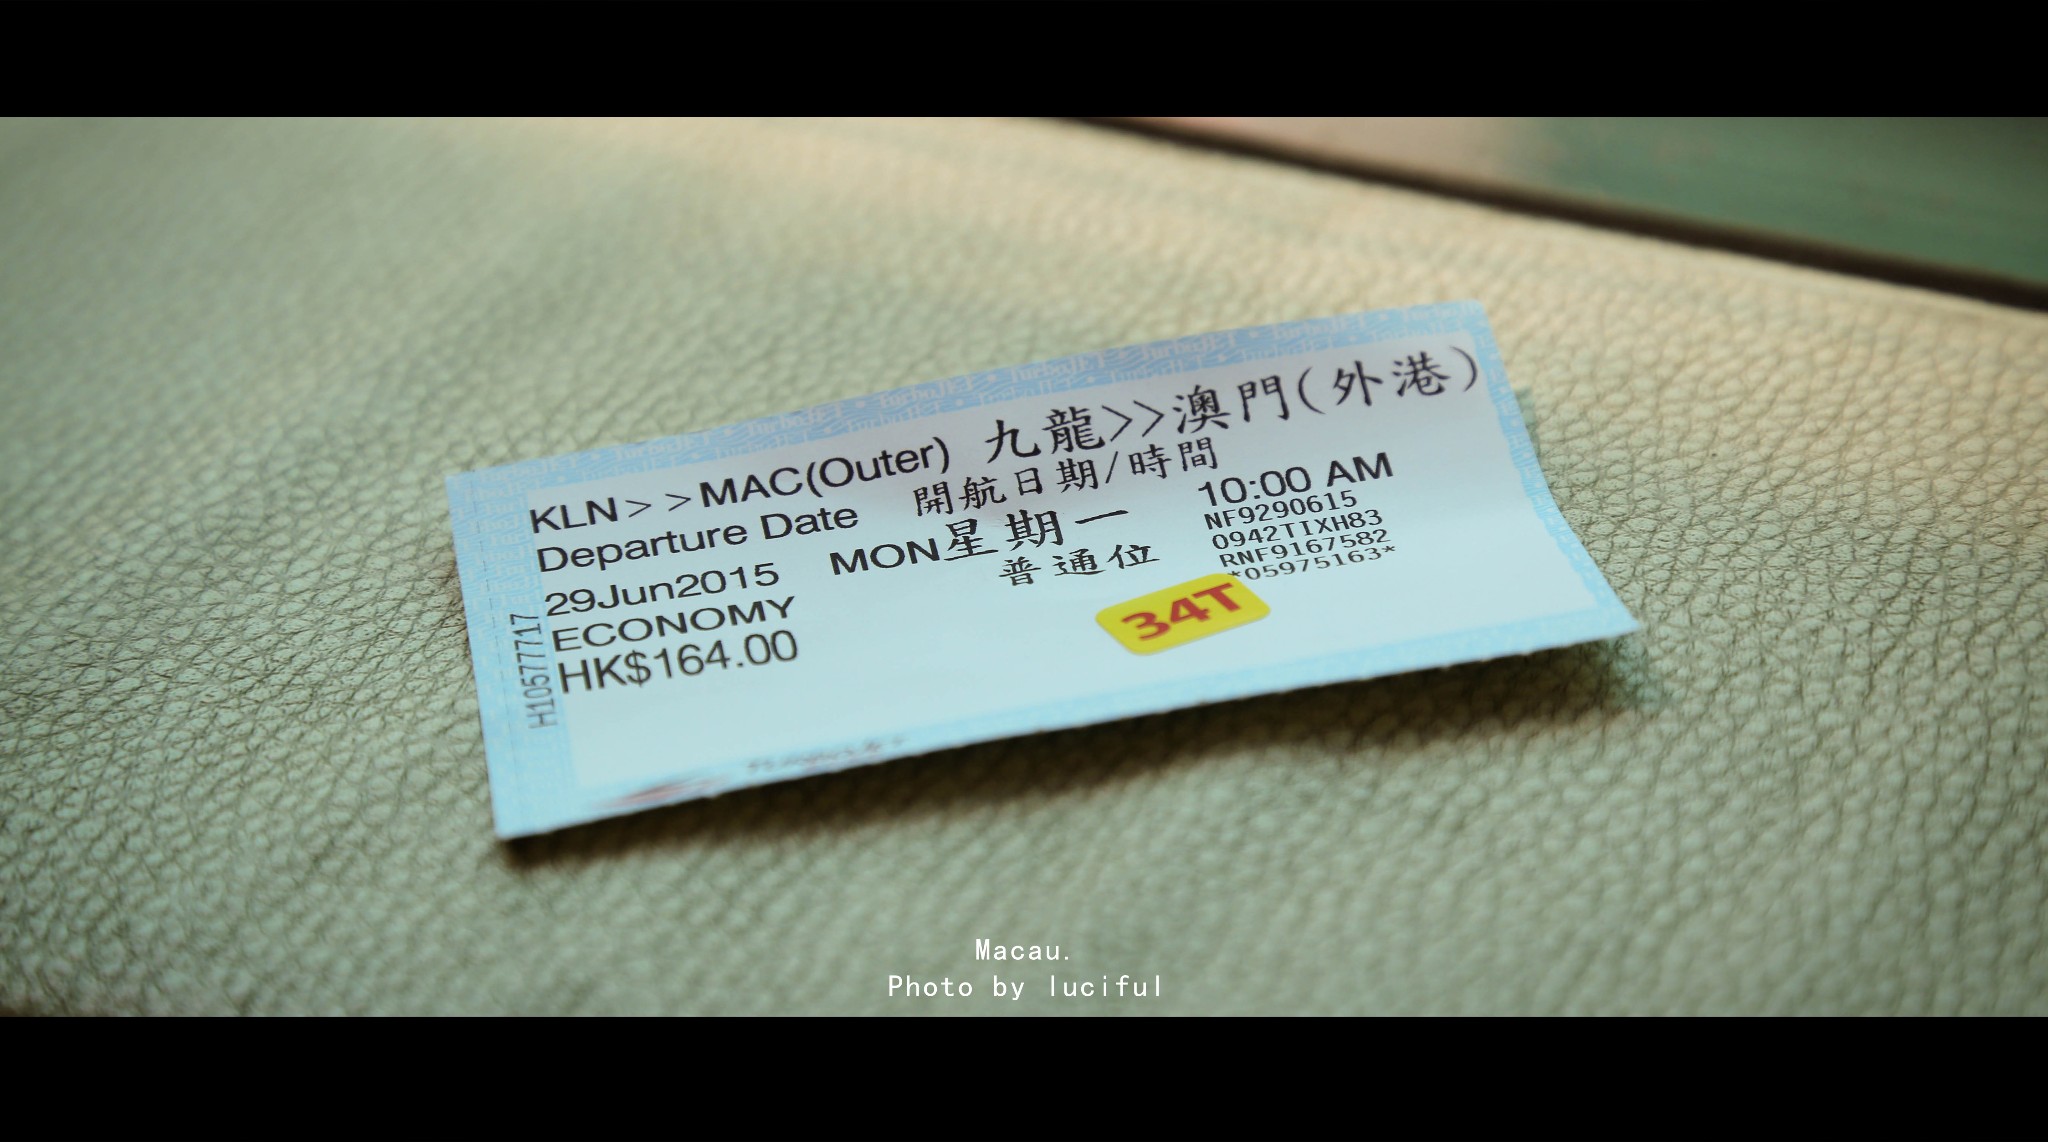 KLN>>MAC(Outer) 九龍>>澳門(外港)
Departure Date 開航日期/時間
29Jun2015 MON星期一 10:00 AM
ECONOMY 普通位
HK$164.00
NF9290615
0942TIXH83
RNF9167582
*05975163*
34T
H10577717
Macau.
Photo by luciful